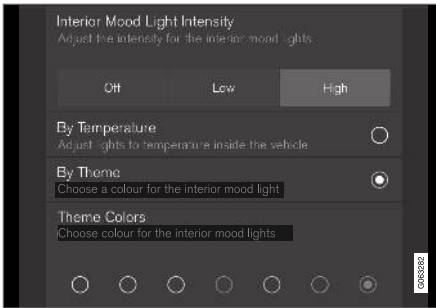 Interior Mood Light Intensity
Adjust the intensity for the interior mood lights
Off Low High
By Temperature
Adjust lights to temperature inside the vehicle
By Theme
Choose a colour for the interior mood light
Theme Colors
Choose colour for the interior mood lights
G063282